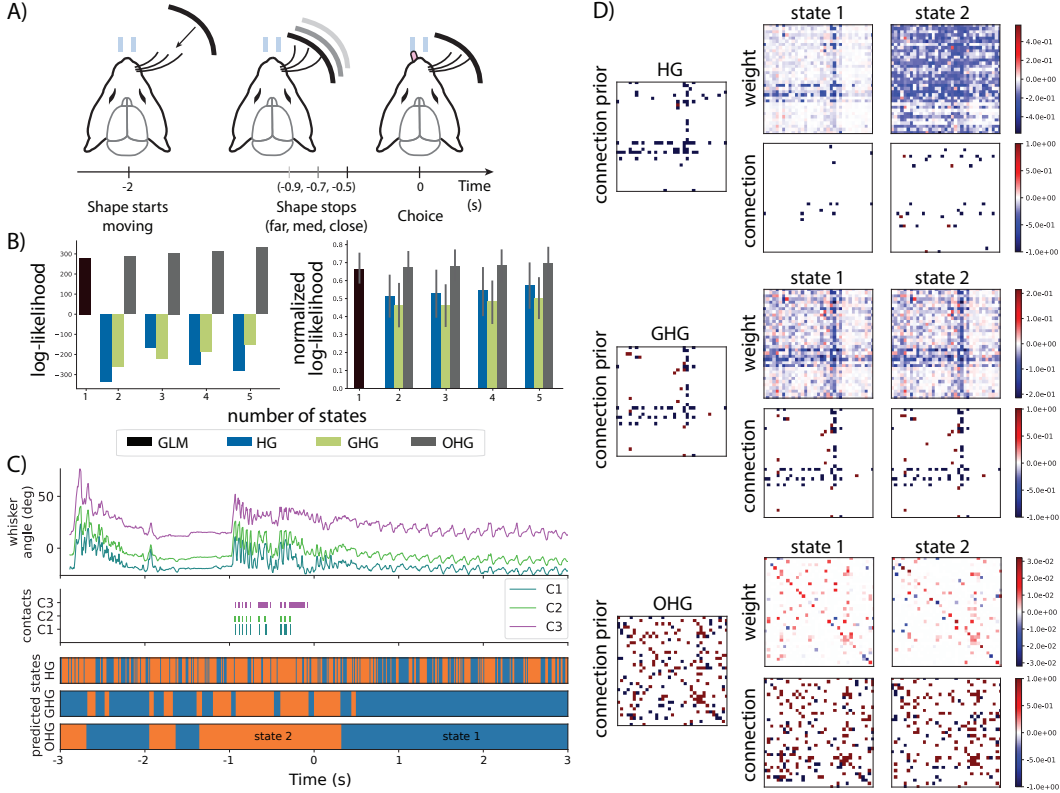 A)
-2
(-0.9, -0.7, -0.5)
0
Time
(s)
Shape starts
moving
Shape stops
(far, med, close)
Choice
B)
log-likelihood
300
200
100
0
−100
−200
−300
1
2
3
4
5
normalized
log-likelihood
0.8
0.7
0.6
0.5
0.4
0.3
0.2
0.1
0.0
1
2
3
4
5
number of states
GLM
HG
GHG
OHG
C)
whisker
angle (deg)
50
0
contacts
C3
C2
C1
C1
C2
C3
predicted states
HG
GHG
OHG
state 2
state 1
-3
-2
-1
0
1
2
3
Time (s)
D)
state 1
state 2
HG
connection prior
weight
4.0e-01
2.0e-01
0.0e+00
-2.0e-01
-4.0e-01
connection
1.0e+00
5.0e-01
0.0e+00
-5.0e-01
-1.0e+00
state 1
state 2
GHG
connection prior
weight
2.0e-01
1.0e-01
0.0e+00
-1.0e-01
-2.0e-01
connection
1.0e+00
5.0e-01
0.0e+00
-5.0e-01
-1.0e+00
state 1
state 2
OHG
connection prior
weight
3.0e-02
2.0e-02
1.0e-02
0.0e+00
-1.0e-02
-2.0e-02
-3.0e-02
connection
1.0e+00
5.0e-01
0.0e+00
-5.0e-01
-1.0e+00